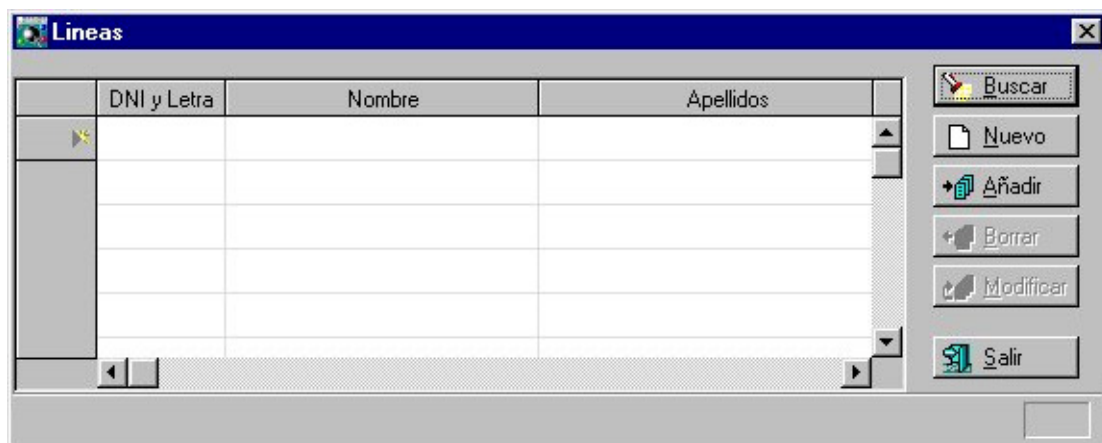 Lineas
DNI y Letra Nombre Apellidos
Buscar
Nuevo
Añadir
Borrar
Modificar
Salir